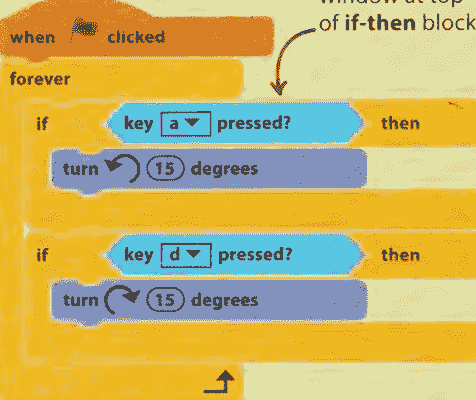 window at top
of if-then block
when clicked
forever
if key a pressed? then
turn 15 degrees
if key d pressed? then
turn 15 degrees